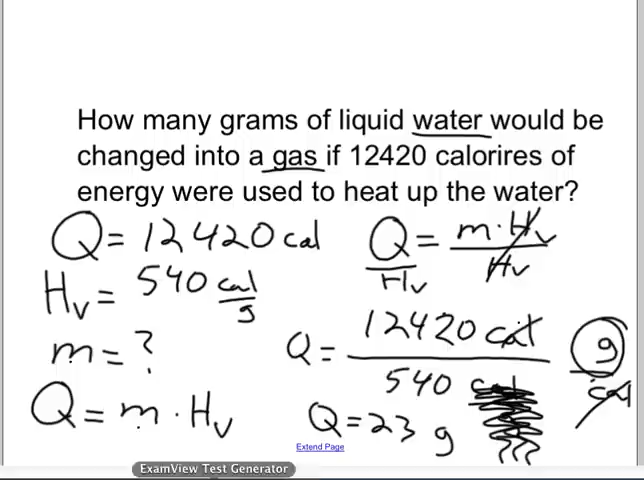 How many grams of liquid water would be
changed into a gas if 12420 calorires of
energy were used to heat up the water?
Q = 12420 cal
Hv = 540 cal/g
m = ?
Q = m · Hv
Q/Hv = m · Hv/Hv
Q = 12420 cal/540 g/cal
Q = 23 g
Extend Page
ExamView Test Generator